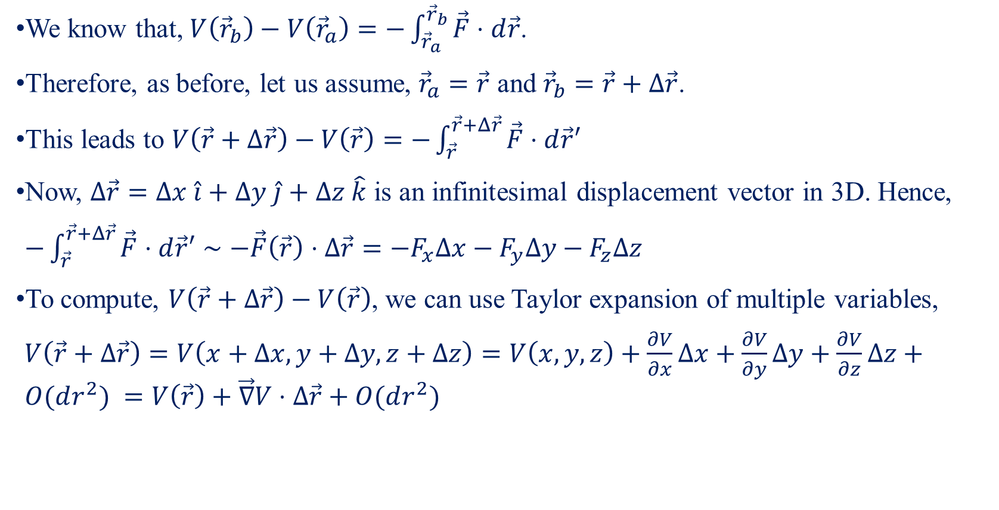 •We know that, $V(\vec{r}_b) - V(\vec{r}_a) = -\int_{\vec{r}_a}^{\vec{r}_b} \vec{F} \cdot d\vec{r}$.
•Therefore, as before, let us assume, $\vec{r}_a = \vec{r}$ and $\vec{r}_b = \vec{r} + \Delta\vec{r}$.
•This leads to $V(\vec{r} + \Delta\vec{r}) - V(\vec{r}) = -\int_{\vec{r}}^{\vec{r}+\Delta\vec{r}} \vec{F} \cdot d\vec{r}'$
•Now, $\Delta\vec{r} = \Delta x\, \hat{\imath} + \Delta y\, \hat{\jmath} + \Delta z\, \hat{k}$ is an infinitesimal displacement vector in 3D. Hence,
$-\int_{\vec{r}}^{\vec{r}+\Delta\vec{r}} \vec{F} \cdot d\vec{r}' \sim -\vec{F}(\vec{r}) \cdot \Delta\vec{r} = -F_x\Delta x - F_y\Delta y - F_z\Delta z$
•To compute, $V(\vec{r} + \Delta\vec{r}) - V(\vec{r})$, we can use Taylor expansion of multiple variables,
$V(\vec{r} + \Delta\vec{r}) = V(x + \Delta x, y + \Delta y, z + \Delta z) = V(x, y, z) + \frac{\partial V}{\partial x}\Delta x + \frac{\partial V}{\partial y}\Delta y + \frac{\partial V}{\partial z}\Delta z +$
$O(dr^2) = V(\vec{r}) + \vec{\nabla}V \cdot \Delta\vec{r} + O(dr^2)$